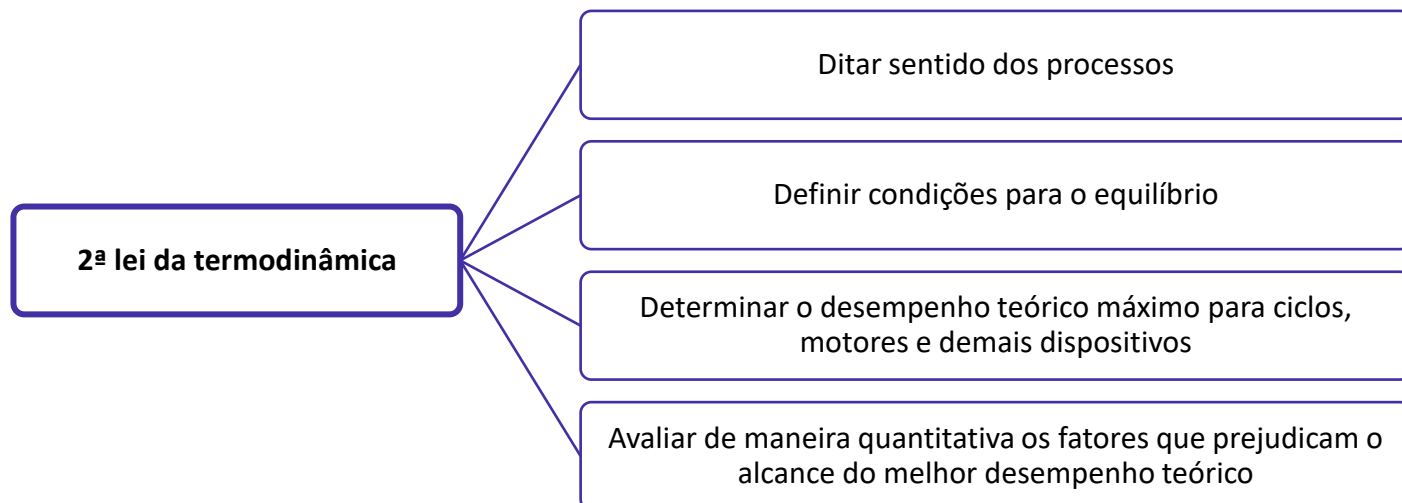 Ditar sentido dos processos
Definir condições para o equilíbrio
2ª lei da termodinâmica
Determinar o desempenho teórico máximo para ciclos,
motores e demais dispositivos
Avaliar de maneira quantitativa os fatores que prejudicam o
alcance do melhor desempenho teórico